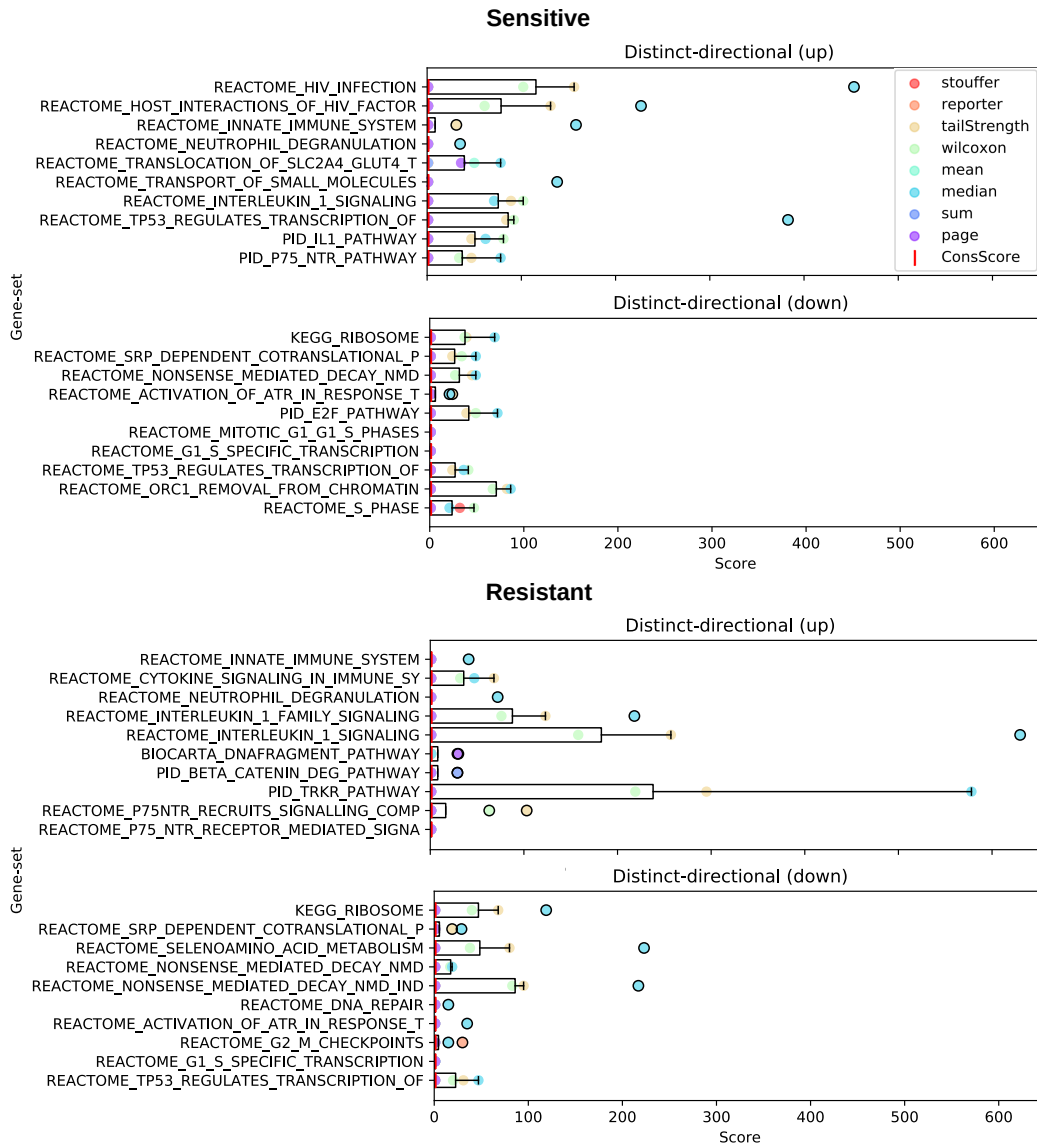 Sensitive
Distinct-directional (up)
REACTOME_HIV_INFECTION
REACTOME_HOST_INTERACTIONS_OF_HIV_FACTOR
REACTOME_INNATE_IMMUNE_SYSTEM
REACTOME_NEUTROPHIL_DEGRANULATION
REACTOME_TRANSLOCATION_OF_SLC2A4_GLUT4_T
REACTOME_TRANSPORT_OF_SMALL_MOLECULES
REACTOME_INTERLEUKIN_1_SIGNALING
REACTOME_TP53_REGULATES_TRANSCRIPTION_OF
PID_IL1_PATHWAY
PID_P75_NTR_PATHWAY
stouffer
reporter
tailStrength
wilcoxon
mean
median
sum
page
ConsScore
Gene-set
Distinct-directional (down)
KEGG_RIBOSOME
REACTOME_SRP_DEPENDENT_COTRANSLATIONAL_P
REACTOME_NONSENSE_MEDIATED_DECAY_NMD
REACTOME_ACTIVATION_OF_ATR_IN_RESPONSE_T
PID_E2F_PATHWAY
REACTOME_MITOTIC_G1_G1_S_PHASES
REACTOME_G1_S_SPECIFIC_TRANSCRIPTION
REACTOME_TP53_REGULATES_TRANSCRIPTION_OF
REACTOME_ORC1_REMOVAL_FROM_CHROMATIN
REACTOME_S_PHASE
0 100 200 300 400 500 600
Score
Resistant
Distinct-directional (up)
REACTOME_INNATE_IMMUNE_SYSTEM
REACTOME_CYTOKINE_SIGNALING_IN_IMMUNE_SY
REACTOME_NEUTROPHIL_DEGRANULATION
REACTOME_INTERLEUKIN_1_FAMILY_SIGNALING
REACTOME_INTERLEUKIN_1_SIGNALING
BIOCARTA_DNAFRAGMENT_PATHWAY
PID_BETA_CATENIN_DEG_PATHWAY
PID_TRKR_PATHWAY
REACTOME_P75NTR_RECRUITS_SIGNALLING_COMP
REACTOME_P75_NTR_RECEPTOR_MEDIATED_SIGNA
Gene-set
Distinct-directional (down)
KEGG_RIBOSOME
REACTOME_SRP_DEPENDENT_COTRANSLATIONAL_P
REACTOME_SELENOAMINO_ACID_METABOLISM
REACTOME_NONSENSE_MEDIATED_DECAY_NMD
REACTOME_NONSENSE_MEDIATED_DECAY_NMD_IND
REACTOME_DNA_REPAIR
REACTOME_ACTIVATION_OF_ATR_IN_RESPONSE_T
REACTOME_G2_M_CHECKPOINTS
REACTOME_G1_S_SPECIFIC_TRANSCRIPTION
REACTOME_TP53_REGULATES_TRANSCRIPTION_OF
0 100 200 300 400 500 600
Score